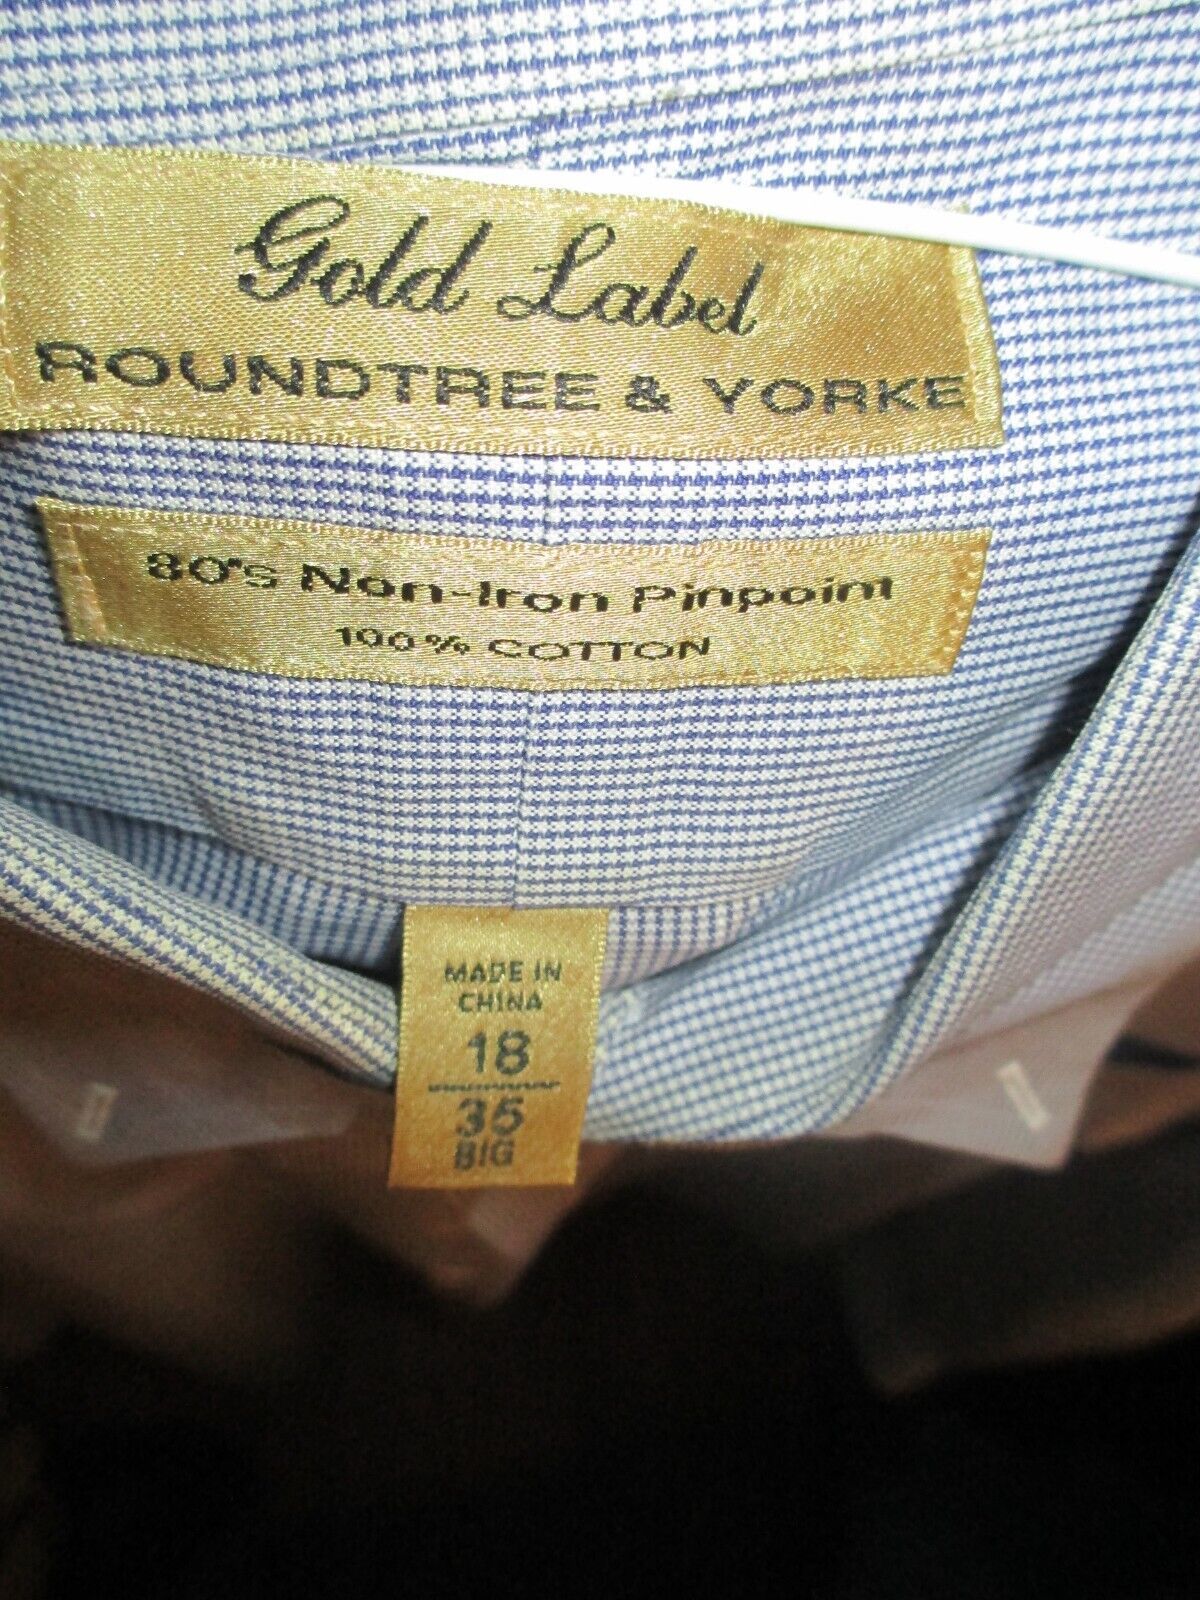 Gold Label
ROUNDTREE & YORKE
80's Non-Iron Pinpoint
100% COTTON
MADE IN
CHINA
18
35
BIG